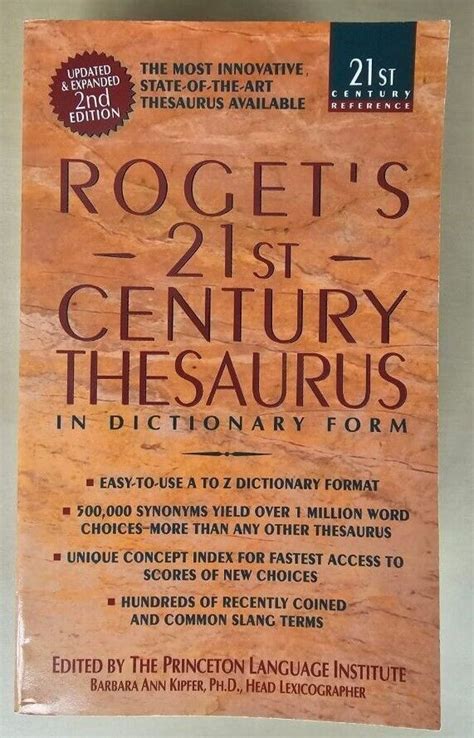 UPDATED
& EXPANDED
2nd
EDITION
THE MOST INNOVATIVE,
STATE-OF-THE-ART
THESAURUS AVAILABLE
21ST
CENTURY
REFERENCE
ROGET'S
– 21ST –
CENTURY
THESAURUS
IN DICTIONARY FORM
▪ EASY-TO-USE A TO Z DICTIONARY FORMAT
▪ 500,000 SYNONYMS YIELD OVER 1 MILLION WORD
CHOICES–MORE THAN ANY OTHER THESAURUS
▪ UNIQUE CONCEPT INDEX FOR FASTEST ACCESS TO
SCORES OF NEW CHOICES
▪ HUNDREDS OF RECENTLY COINED
AND COMMON SLANG TERMS
EDITED BY THE PRINCETON LANGUAGE INSTITUTE
BARBARA ANN KIPFER, PH.D., HEAD LEXICOGRAPHER